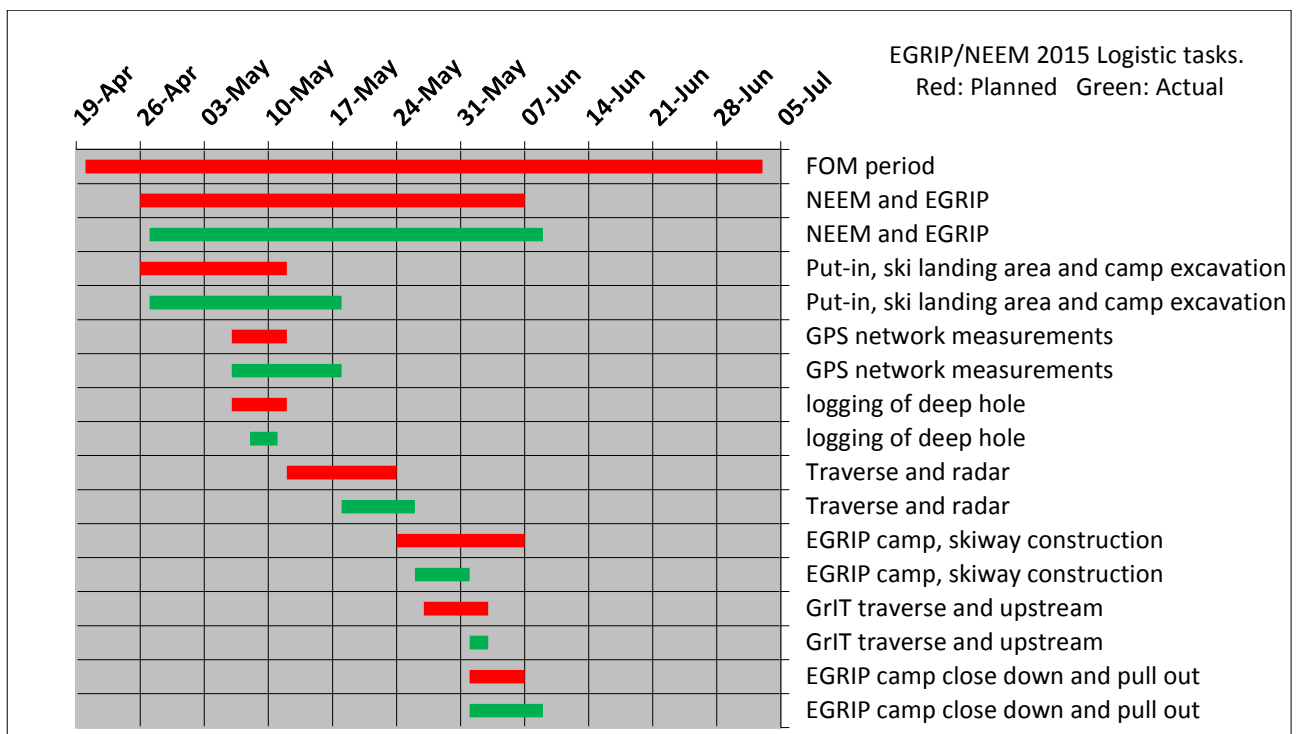 EGRIP/NEEM 2015 Logistic tasks.
Red: Planned Green: Actual
19-Apr
26-Apr
03-May
10-May
17-May
24-May
31-May
07-Jun
14-Jun
21-Jun
28-Jun
05-Jul
FOM period
NEEM and EGRIP
NEEM and EGRIP
Put-in, ski landing area and camp excavation
Put-in, ski landing area and camp excavation
GPS network measurements
GPS network measurements
logging of deep hole
logging of deep hole
Traverse and radar
Traverse and radar
EGRIP camp, skiway construction
EGRIP camp, skiway construction
GrIT traverse and upstream
GrIT traverse and upstream
EGRIP camp close down and pull out
EGRIP camp close down and pull out